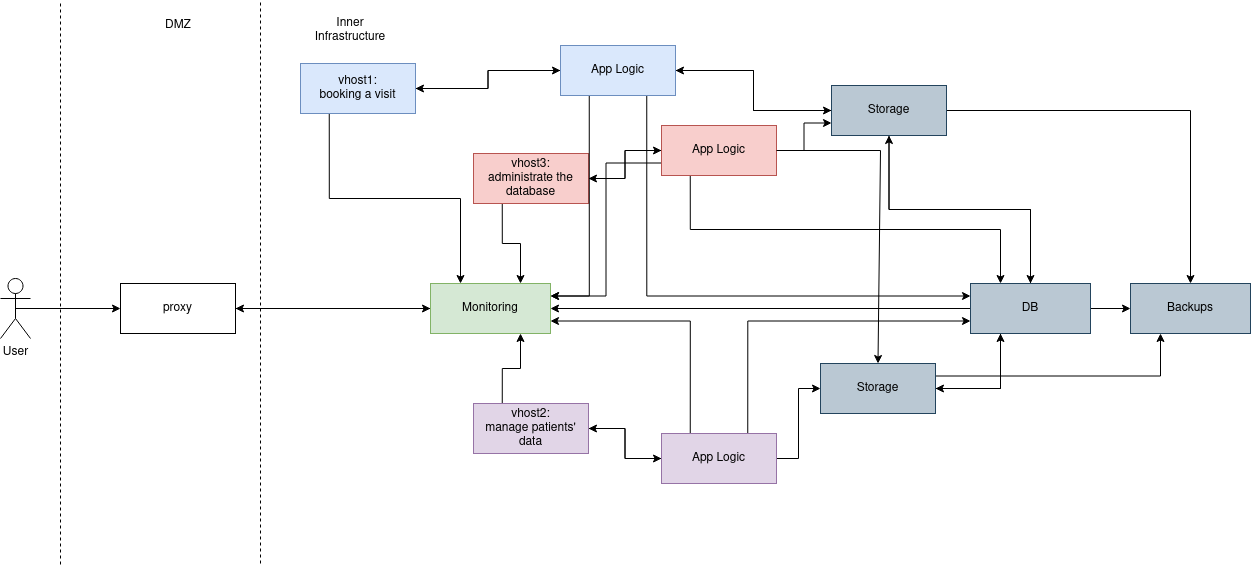 DMZ
Inner
Infrastructure
vhost1:
booking a visit
App Logic
Storage
App Logic
vhost3:
administrate the
database
User
proxy
Monitoring
DB
Backups
Storage
vhost2:
manage patients'
data
App Logic